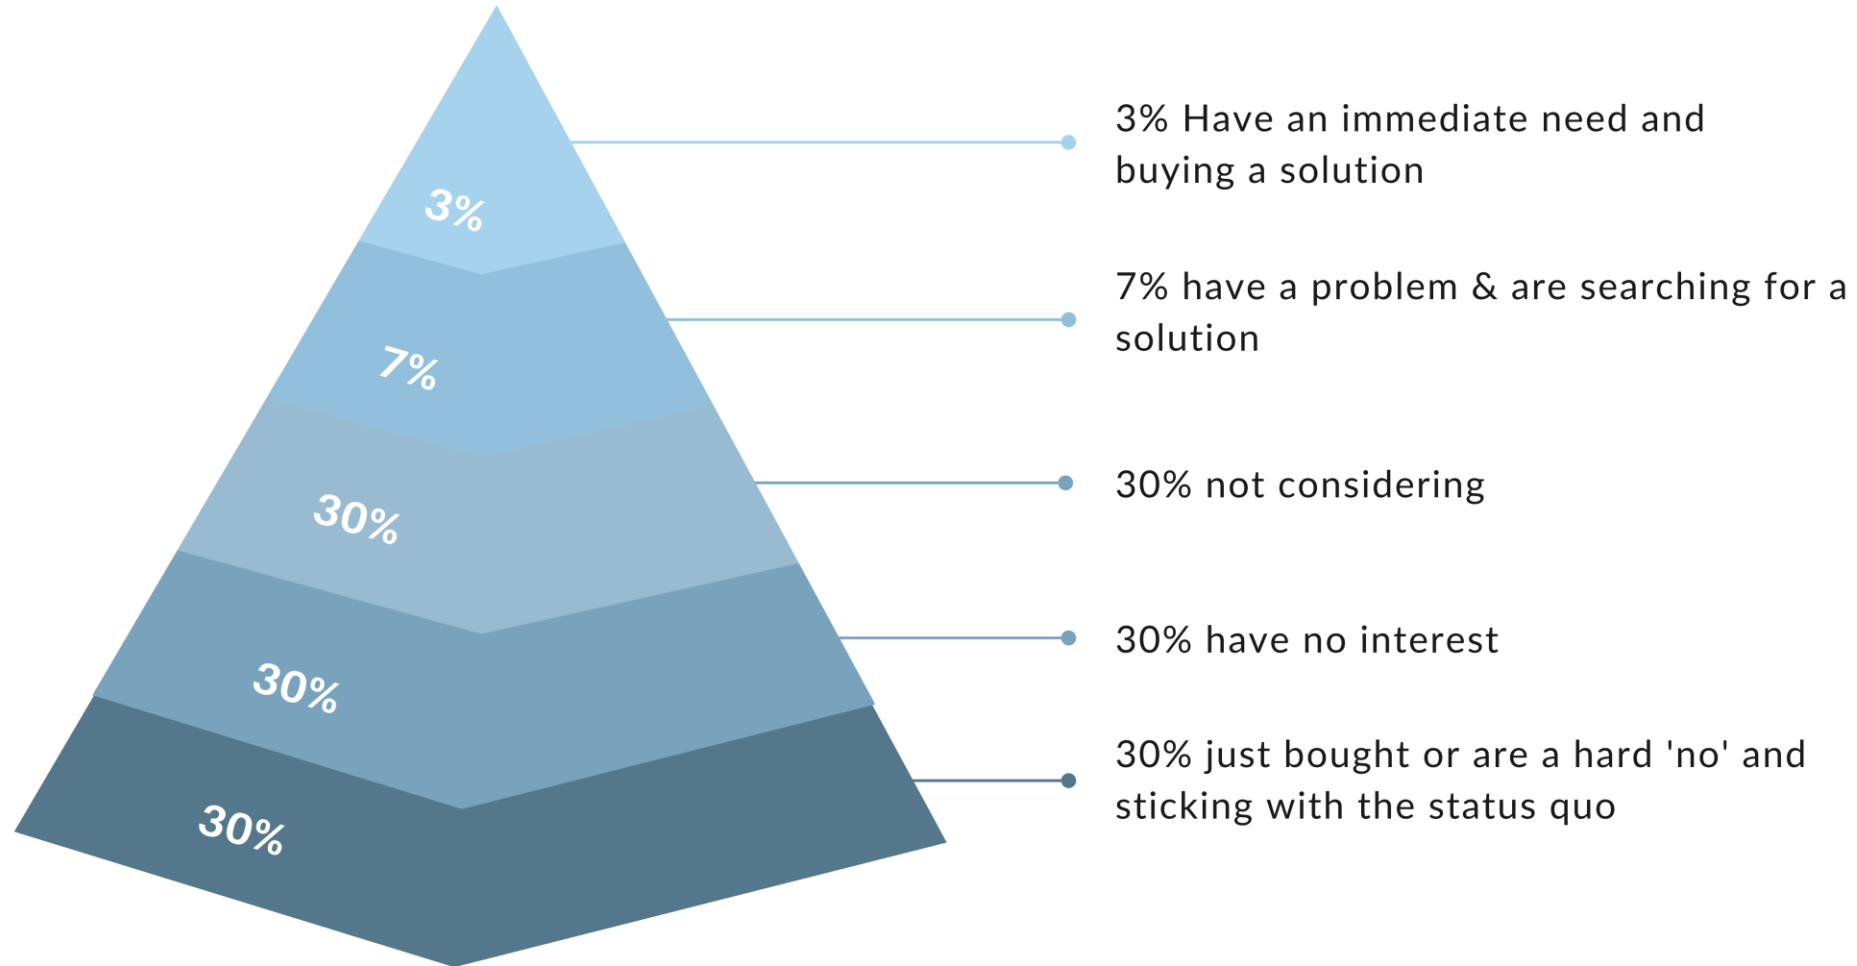 3%
3% Have an immediate need and
buying a solution
7%
7% have a problem & are searching for a
solution
30%
30% not considering
30%
30% have no interest
30%
30% just bought or are a hard 'no' and
sticking with the status quo